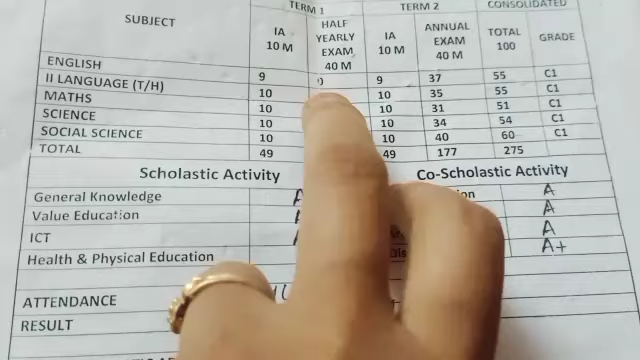 SUBJECT TERM 1 TERM 2 CONSOLIDATED
IA 10 M HALF YEARLY EXAM 40 M IA 10 M ANNUAL EXAM 40 M TOTAL 100 GRADE
ENGLISH 9 9 37 55 C1
II LANGUAGE (T/H) 10 10 35 55 C1
MATHS 10 10 31 51 C1
SCIENCE 10 10 34 54 C1
SOCIAL SCIENCE 10 10 40 60 C1
TOTAL 49 49 177 275
Scholastic Activity Co-Scholastic Activity
General Knowledge A
Value Education A
ICT A
Health & Physical Education A+
ATTENDANCE
RESULT